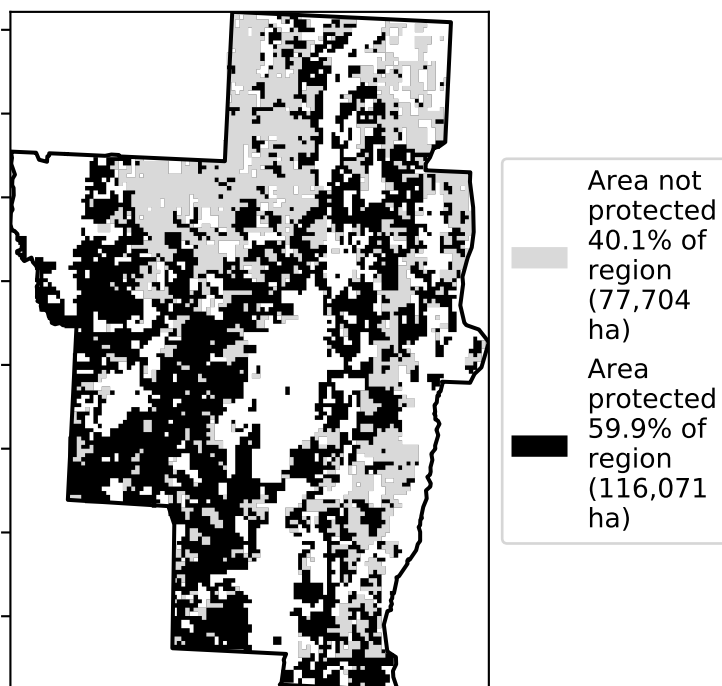 Area not
protected
40.1% of
region
(77,704
ha)
Area
protected
59.9% of
region
(116,071
ha)